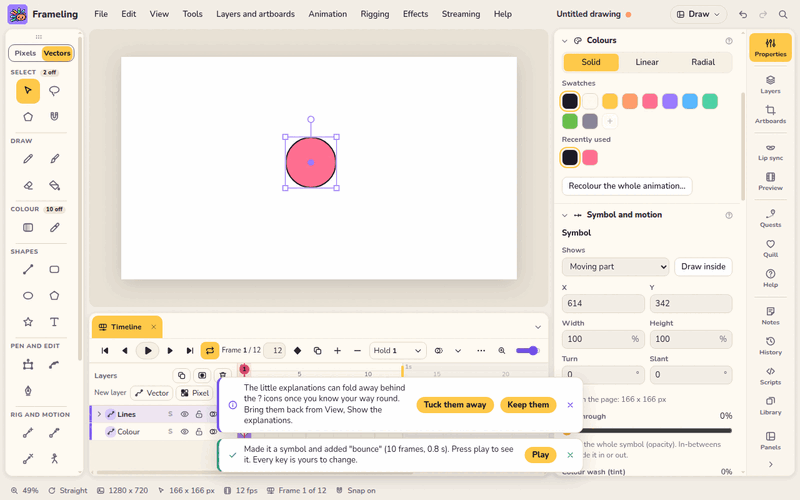 Frameling
File Edit View Tools Layers and artboards Animation Rigging Effects Streaming Help
Untitled drawing
Draw
Pixels Vectors
SELECT 2 off
DRAW
COLOUR 10 off
SHAPES
PEN AND EDIT
RIG AND MOTION
Colours
Solid Linear Radial
Swatches
+
Recently used
Recolour the whole animation...
Symbol and motion
Symbol
Shows
Moving part Draw inside
X Y
614 342
Width Height
100 % 100 %
Turn Slant
0 ° 0 °
the page: 166 x 166 px
hrough 0%
the whole symbol (opacity). In-betweens
de it in or out.
Colour wash (tint) 0%
Properties
Layers
Artboards
Lip sync
Preview
Quests
Quill
Help
Notes
History
Scripts
Library
Panels
Timeline
Frame 1 / 12 12 Hold 1
Layers
New layer Vector Pixel
1 5 10 1s 15 20 25
Lines S
Colour S
The little explanations can fold away behind
the ? icons once you know your way round.
Bring them back from View, Show the
explanations.
Tuck them away Keep them
Made it a symbol and added "bounce" (10 frames, 0.8 s). Press play to see
it. Every key is yours to change.
Play
49% Straight 1280 x 720 166 x 166 px 12 fps Frame 1 of 12 Snap on